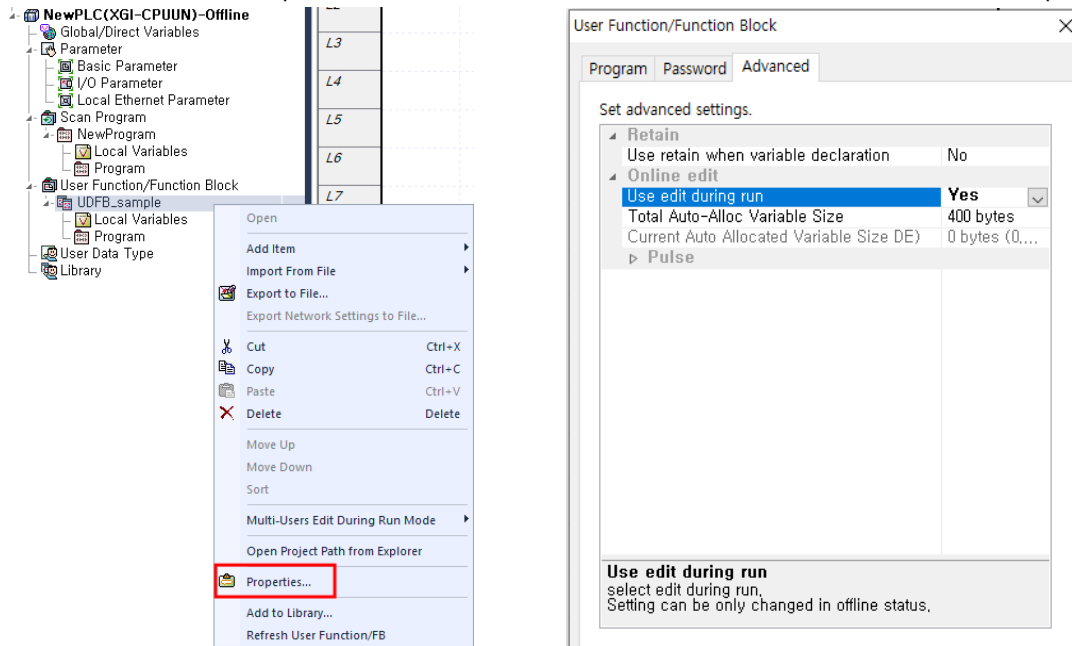 NewPLC(XGI-CPUUN)-Offline
Global/Direct Variables
Parameter
Basic Parameter
I/O Parameter
Local Ethernet Parameter
Scan Program
NewProgram
Local Variables
Program
User Function/Function Block
UDFB_sample
Local Variables
Program
User Data Type
Library
L3
L4
L5
L6
L7
Open
Add Item
Import From File
Export to File...
Export Network Settings to File...
Cut Ctrl+X
Copy Ctrl+C
Paste Ctrl+V
Delete Delete
Move Up
Move Down
Sort
Multi-Users Edit During Run Mode
Open Project Path from Explorer
Properties...
Add to Library...
Refresh User Function/FB
User Function/Function Block
Program Password Advanced
Set advanced settings.
Retain
Use retain when variable declaration No
Online edit
Use edit during run Yes
Total Auto-Alloc Variable Size 400 bytes
Current Auto Allocated Variable Size DE) 0 bytes (0,...
Pulse
Use edit during run
select edit during run,
Setting can be only changed in offline status,